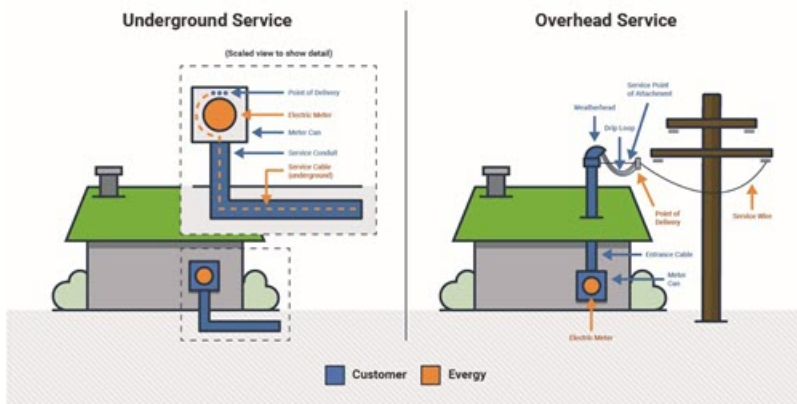 Underground Service
(Scaled view to show detail)
Point of Delivery
Electric Meter
Meter Can
Service Conduit
Service Cable
(underground)
Overhead Service
Service Point
of Attachment
Weatherhead
Drip Loop
Point of
Delivery
Service Wire
Entrance Cable
Meter
Can
Electric Meter
Customer
Evergy